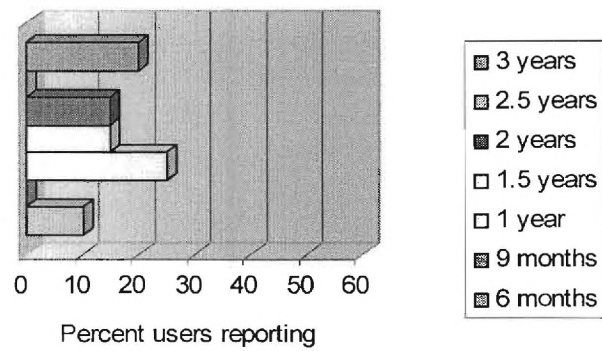 3 years
2.5 years
2 years
1.5 years
1 year
9 months
6 months
0 10 20 30 40 50 60
Percent users reporting